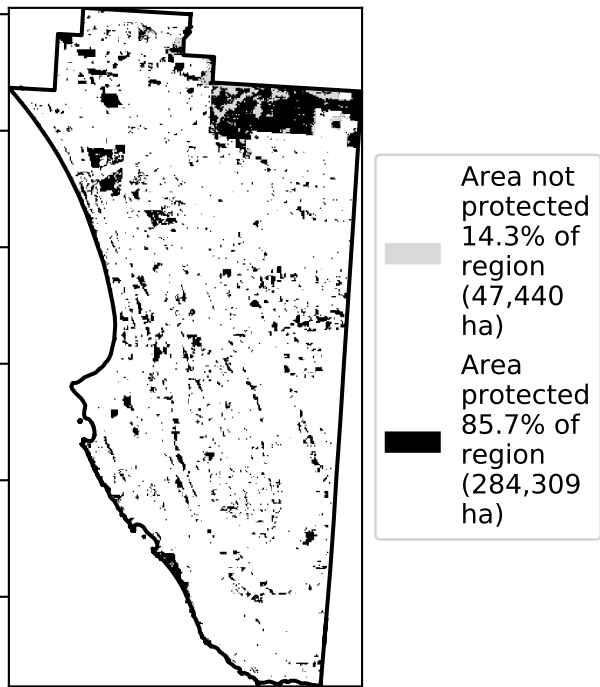 Area not
protected
14.3% of
region
(47,440
ha)
Area
protected
85.7% of
region
(284,309
ha)